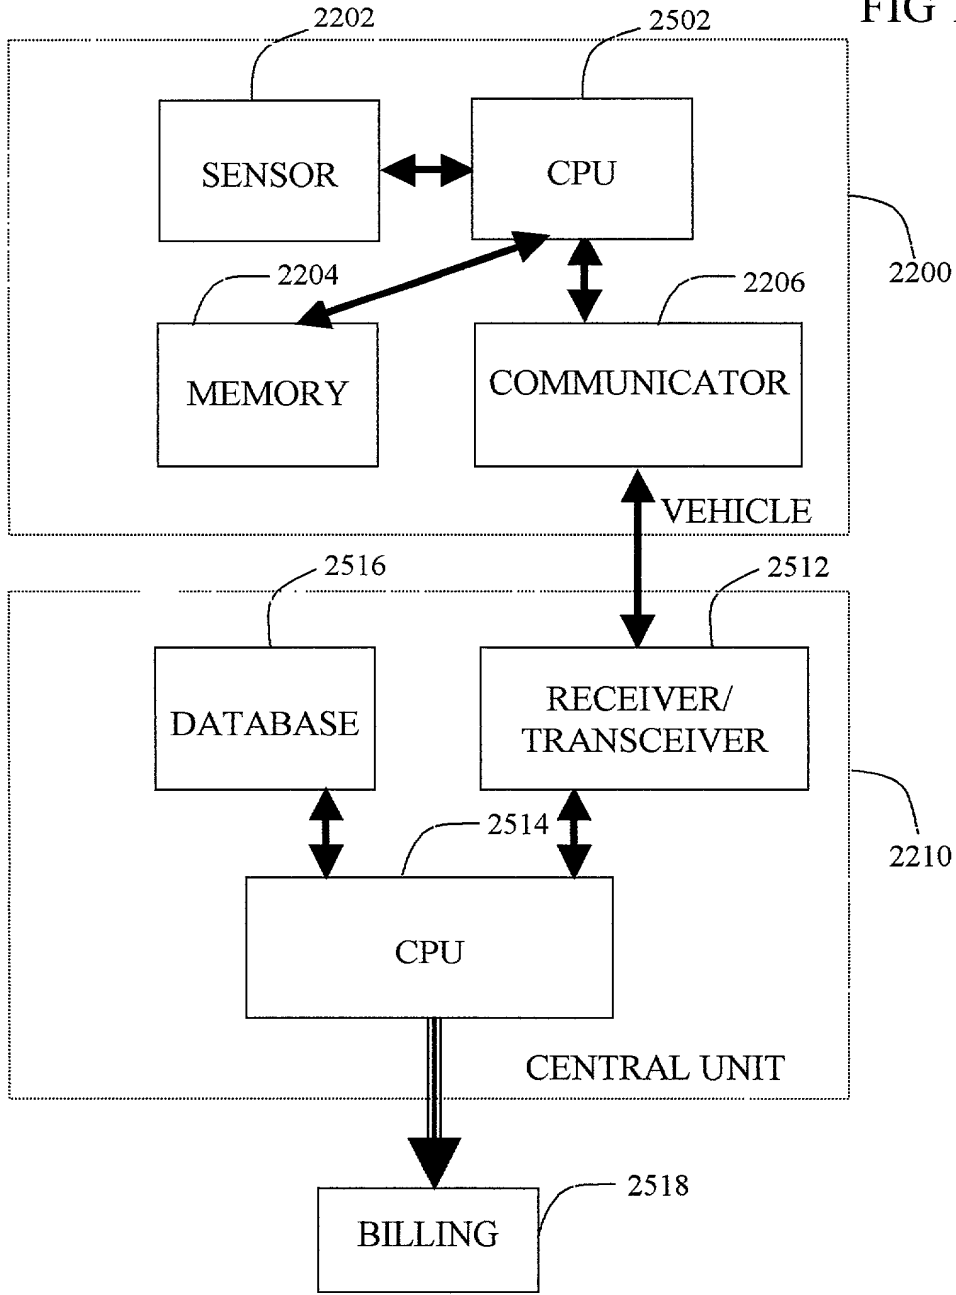 FIG 1
2202
2502
SENSOR
CPU
2200
2204
2206
MEMORY
COMMUNICATOR
VEHICLE
2516
2512
DATABASE
RECEIVER/
TRANSCEIVER
2514
2210
CPU
CENTRAL UNIT
2518
BILLING